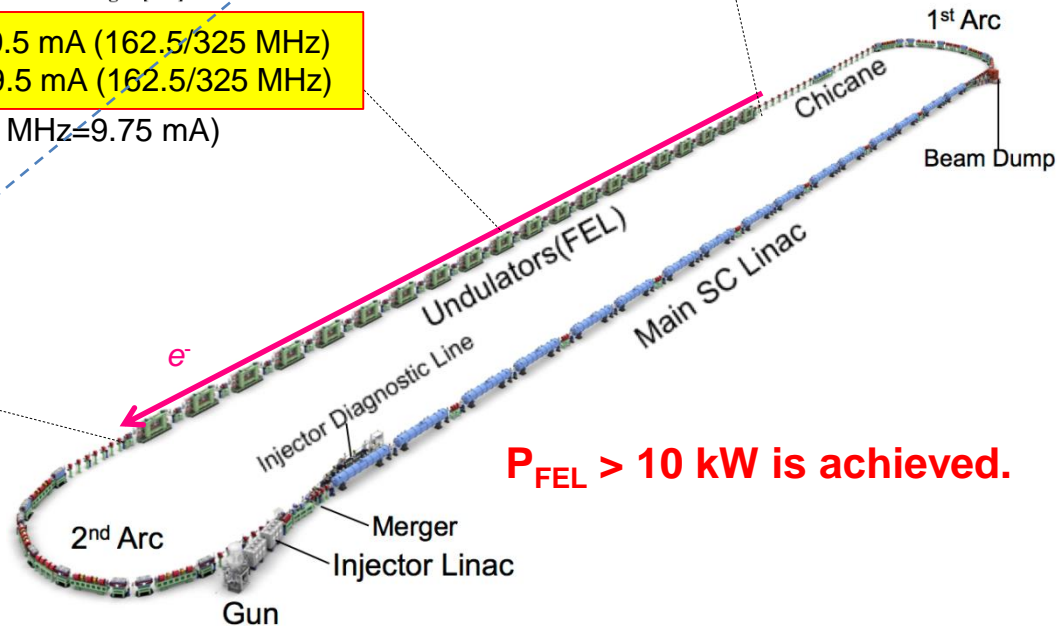 .5 mA (162.5/325 MHz)
9.5 mA (162.5/325 MHz)
MHz=9.75 mA)
1st Arc
Chicane
Beam Dump
Undulators(FEL)
Main SC Linac
e-
Injector Diagnostic Line
PFEL > 10 kW is achieved.
2nd Arc
Merger
Injector Linac
Gun